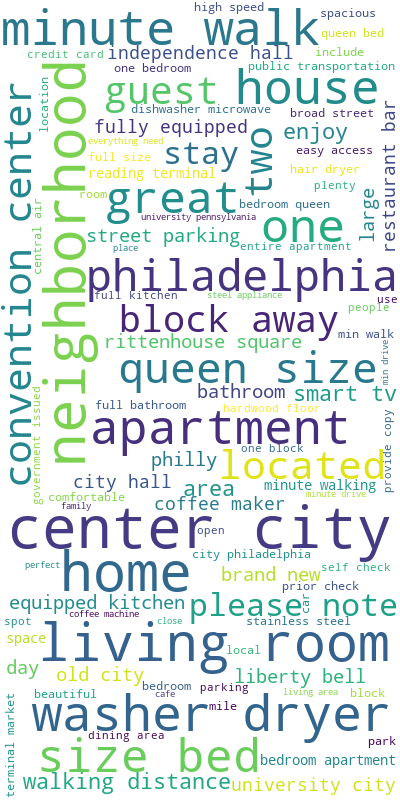 high speed
spacious
minute walk
queen bed
credit card
independence hall
include
one bedroom
public transportation
location
guest
house
dishwasher microwave
broad street
fully equipped
enjoy
restaurant bar
everything need
stay
two
easy access
full size
hair dryer
reading terminal
plenty
convention center
neighborhood
room
great
one
large
bedroom queen
university pennsylvania
central air
street parking
entire apartment
place
philadelphia
full kitchen
steel appliance
use
block away
people
rittenhouse square
min walk
min drive
queen size
bathroom
smart tv
full bathroom
hardwood floor
apartment
one block
philly
located
provide copy
government issued
city hall
area
minute walking
comfortable
coffee maker
minute drive
family
center city
open
city philadelphia
perfect
home
self check
brand new
prior check
equipped kitchen
coffee machine
please note
car
spot
close
stainless steel
space
living room
local
day
old city
liberty bell
beautiful
bedroom
parking
living area
block
cafe
washer dryer
mile
dining area
park
terminal market
size bed
bedroom apartment
walking distance
university city